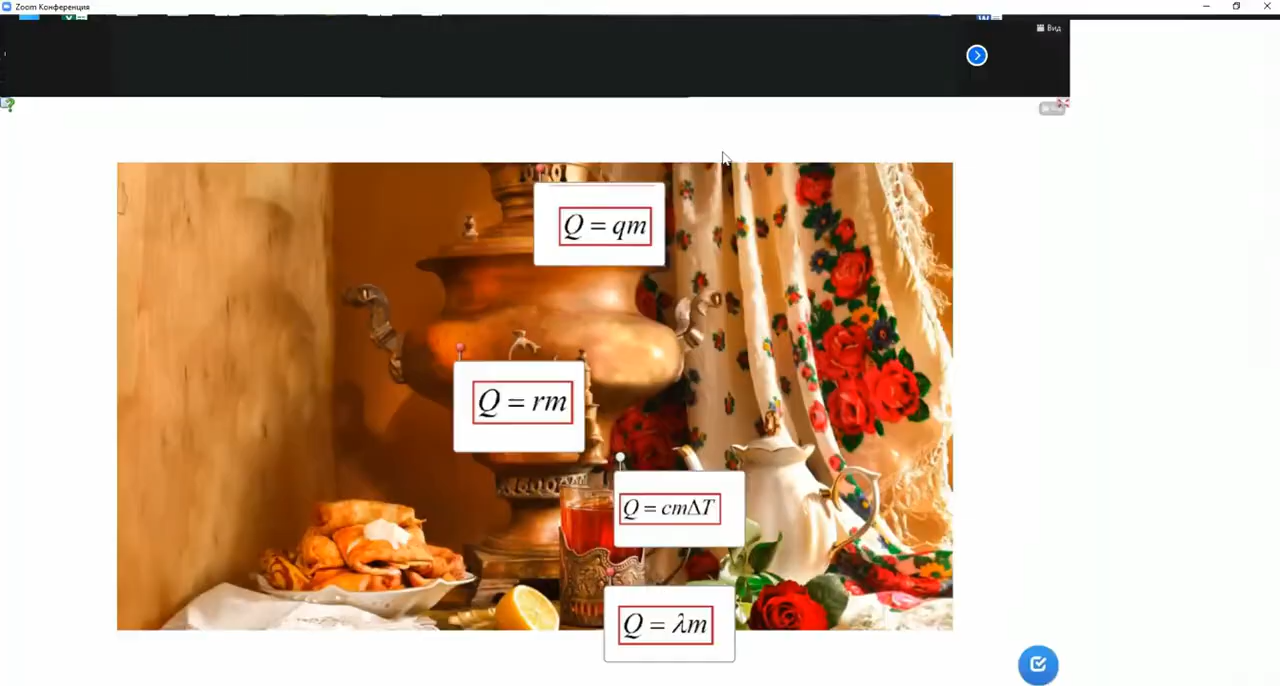 Zoom Конференция
Вид
Q = qm
Q = rm
Q = cmΔT
Q = λm